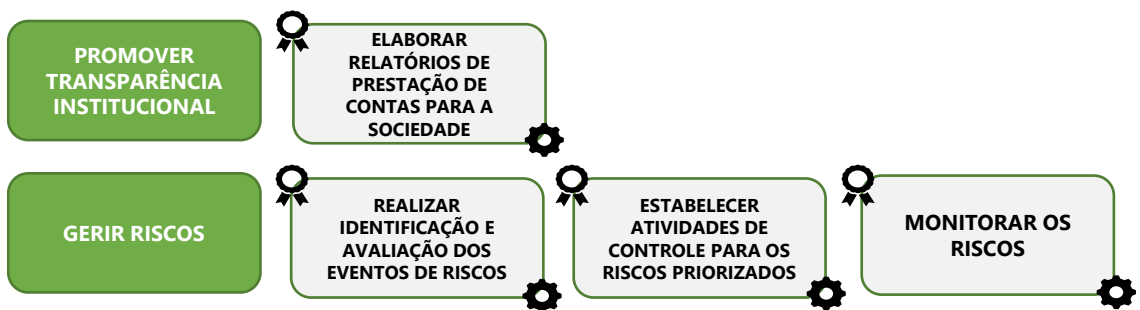 PROMOVER
TRANSPARÊNCIA
INSTITUCIONAL
ELABORAR
RELATÓRIOS DE
PRESTAÇÃO DE
CONTAS PARA A
SOCIEDADE
GERIR RISCOS
REALIZAR
IDENTIFICAÇÃO E
AVALIAÇÃO DOS
EVENTOS DE RISCOS
ESTABELECER
ATIVIDADES DE
CONTROLE PARA OS
RISCOS PRIORIZADOS
MONITORAR OS
RISCOS